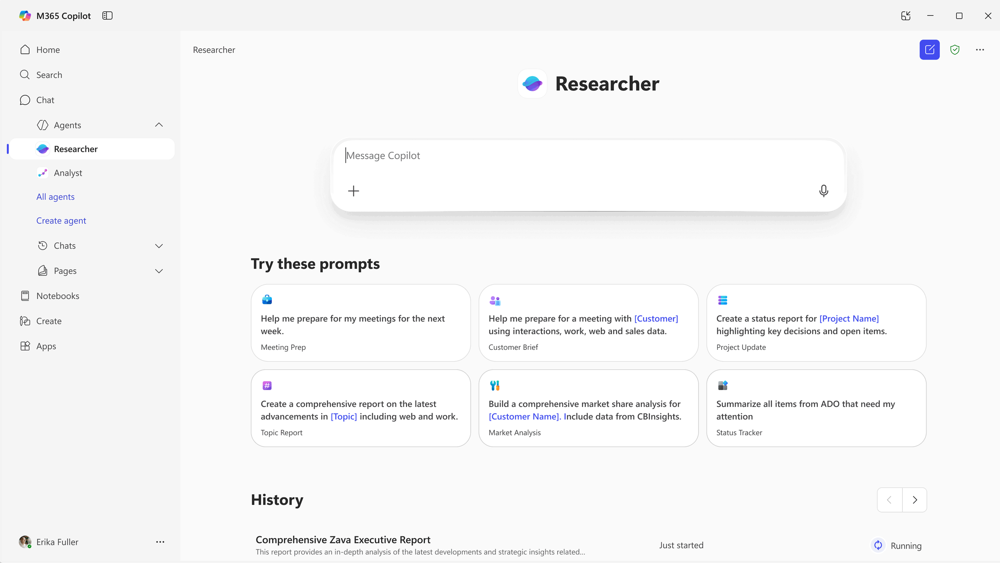 M365 Copilot
Home
Search
Chat
Agents
Researcher
Analyst
All agents
Create agent
Chats
Pages
Notebooks
Create
Apps
Erika Fuller
Researcher
Researcher
Message Copilot
Try these prompts
Help me prepare for my meetings for the next
week.
Meeting Prep
Help me prepare for a meeting with [Customer]
using interactions, work, web and sales data.
Customer Brief
Create a status report for [Project Name]
highlighting key decisions and open items.
Project Update
#
Create a comprehensive report on the latest
advancements in [Topic] including web and work.
Topic Report
Build a comprehensive market share analysis for
[Customer Name]. Include data from CBInsights.
Market Analysis
Summarize all items from ADO that need my
attention
Status Tracker
History
Comprehensive Zava Executive Report
This report provides an in-depth analysis of the latest developments and strategic insights related...
Just started
Running